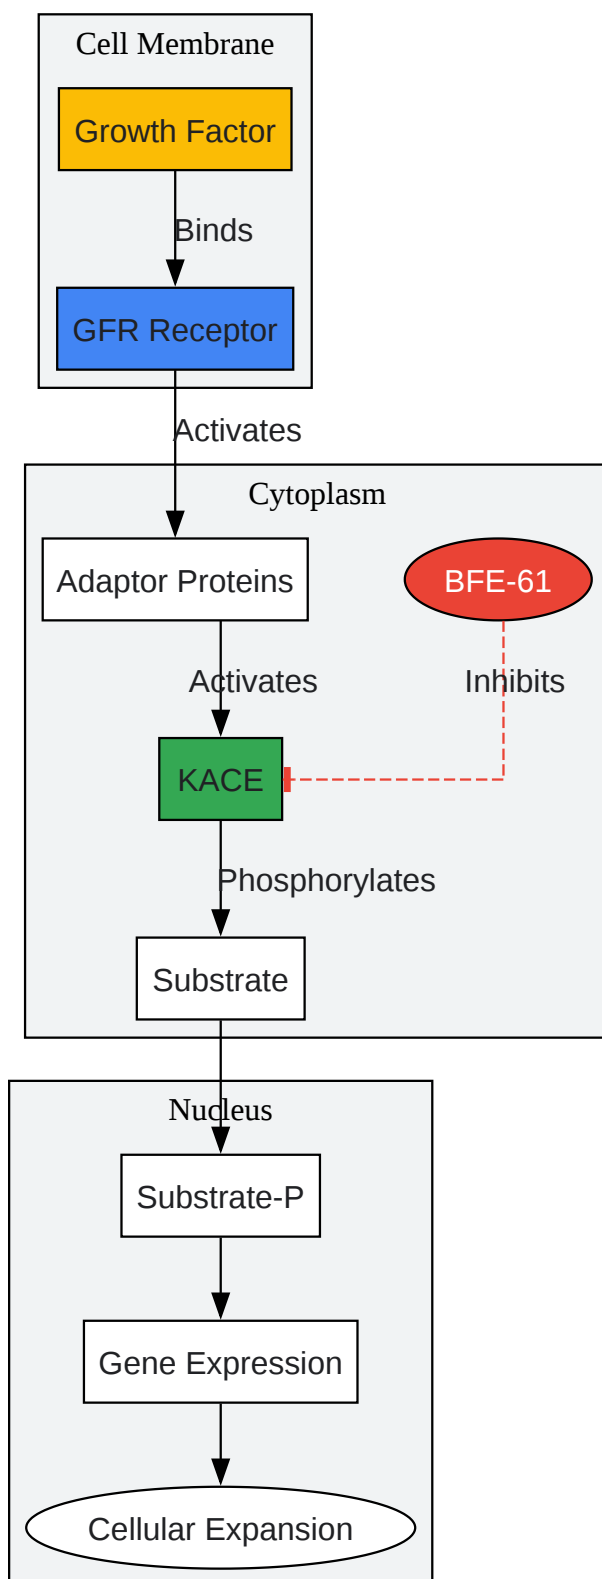 Cell Membrane
Growth Factor
Binds
GFR Receptor
Activates
Cytoplasm
Adaptor Proteins
BFE-61
Activates
Inhibits
KACE
Phosphorylates
Substrate
Nucleus
Substrate-P
Gene Expression
Cellular Expansion